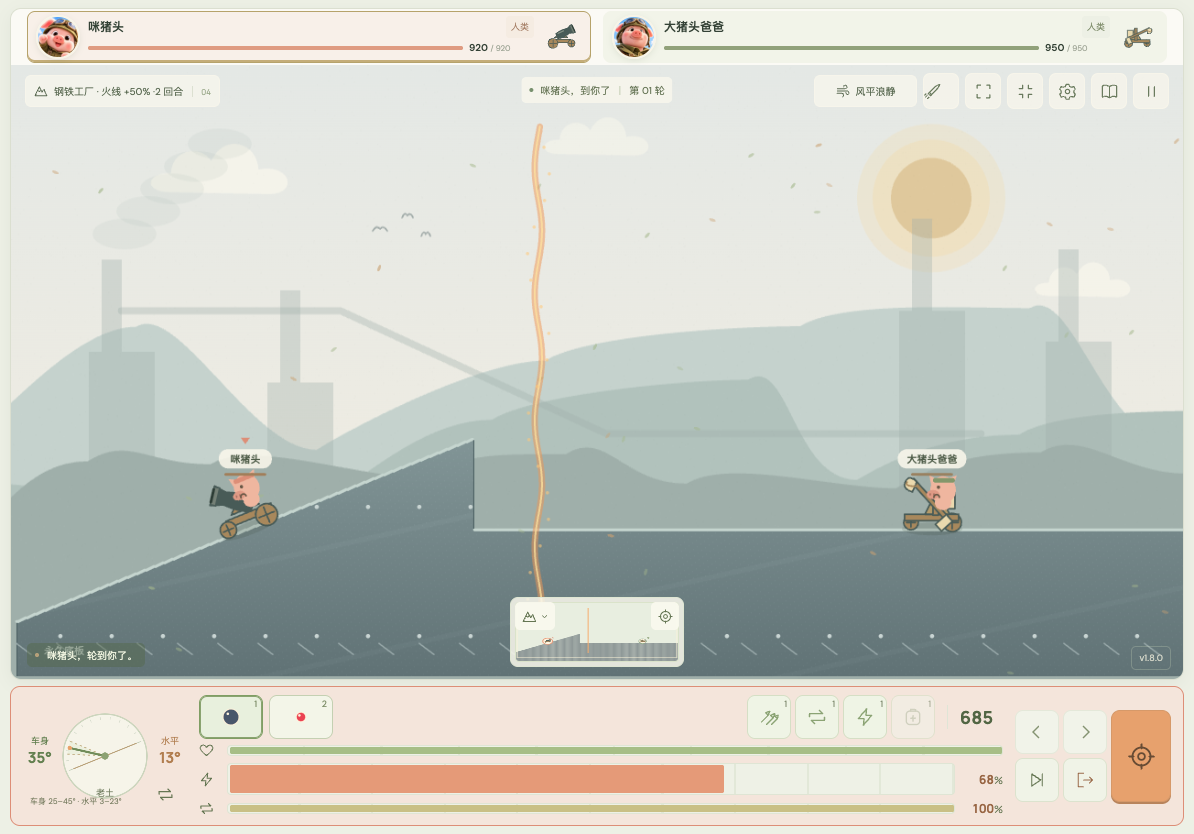 咪猪头
人类
920 / 920
大猪头爸爸
人类
950 / 950
钢铁工厂 · 火线 +50% ·2 回合 | 04
咪猪头，到你了 | 第 01 轮
风平浪静
咪猪头
大猪头爸爸
咪猪头，轮到你了。
v1.8.0
车身
35°
水平
13°
老土
车身 25–45° · 水平 3–23°
1
2
1
1
1
1
685
68%
100%